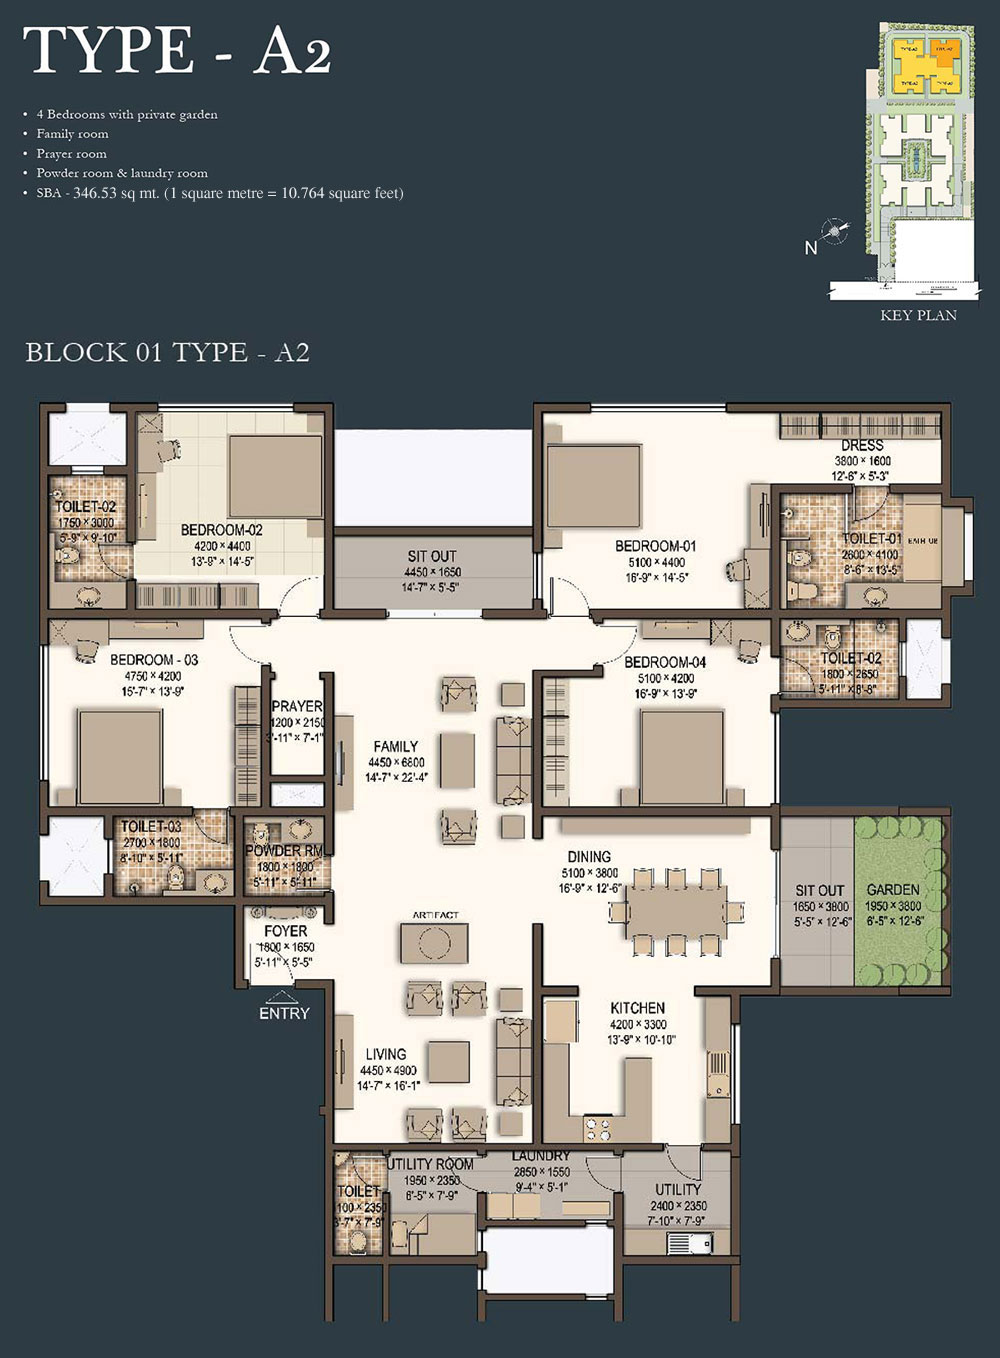 TYPE - A2
• 4 Bedrooms with private garden
• Family room
• Prayer room
• Powder room & laundry room
• SBA - 346.53 sq mt. (1 square metre = 10.764 square feet)
N
KEY PLAN
BLOCK 01 TYPE - A2
DRESS
3800 × 1600
12'-6" × 5'-3"
TOILET-02
1750 × 3000
5'-9" × 9'-10"
BEDROOM-02
4200 × 4400
13'-9" × 14'-5"
SIT OUT
4450 × 1650
14'-7" × 5'-5"
BEDROOM-01
5100 × 4400
16'-9" × 14'-5"
TOILET-01
2600 × 4100
8'-6" × 13'-5"
BEDROOM - 03
4750 × 4200
15'-7" × 13'-9"
BEDROOM-04
5100 × 4200
16'-9" × 13'-9"
TOILET-02
1800 × 2650
5'-11" × 8'-8"
PRAYER
1200 × 2150
3'-11" × 7'-1"
FAMILY
4450 × 6800
14'-7" × 22'-4"
TOILET-03
2700 × 1800
8'-10" × 5'-11"
POWDER RM
1800 × 1800
5'-11" × 5'-11"
DINING
5100 × 3800
16'-9" × 12'-6"
SIT OUT
1650 × 3800
5'-5" × 12'-6"
GARDEN
1950 × 3800
6'-5" × 12'-6"
ARTIFACT
FOYER
1800 × 1650
5'-11" × 5'-5"
ENTRY
KITCHEN
4200 × 3300
13'-9" × 10'-10"
LIVING
4450 × 4900
14'-7" × 16'-1"
UTILITY ROOM
1950 × 2350
6'-5" × 7'-9"
LAUNDRY
2850 × 1550
9'-4" × 5'-1"
TOILET
1100 × 2350
3'-7" × 7'-9"
UTILITY
2400 × 2350
7'-10" × 7'-9"